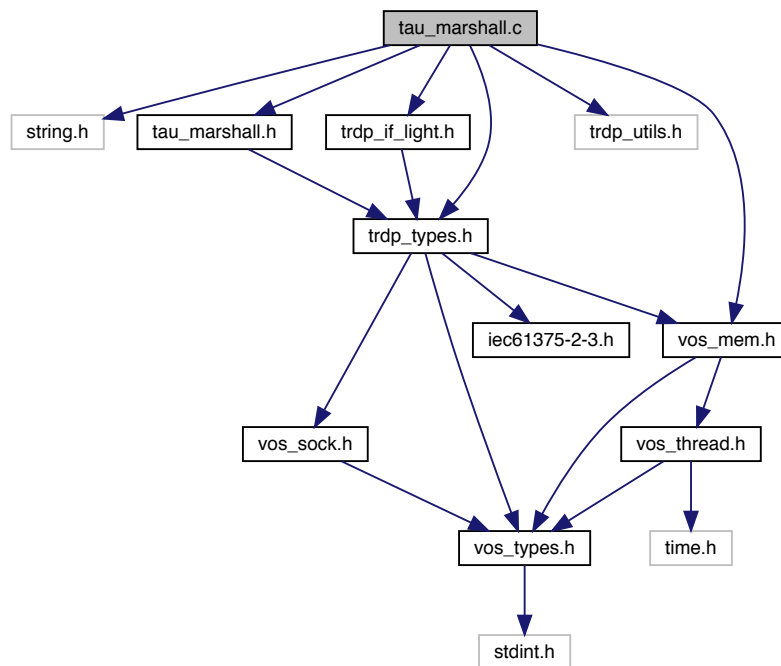 tau_marshall.c
string.h
tau_marshall.h
trdp_if_light.h
trdp_utils.h
trdp_types.h
iec61375-2-3.h
vos_mem.h
vos_sock.h
vos_thread.h
vos_types.h
time.h
stdint.h